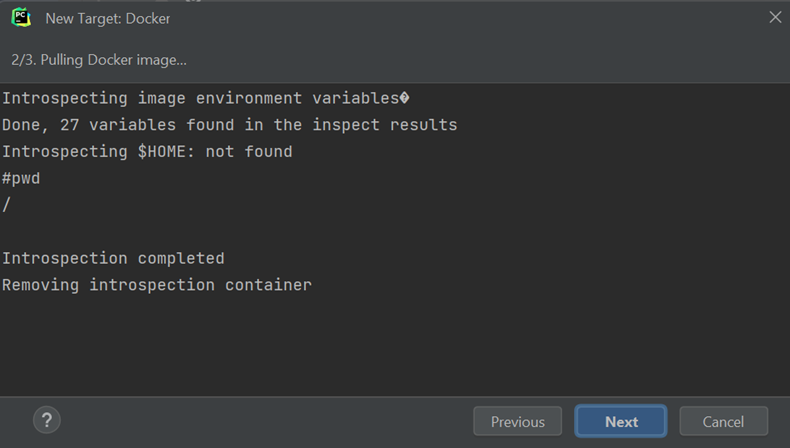 PC
New Target: Docker
2/3. Pulling Docker image...
Introspecting image environment variables�
Done, 27 variables found in the inspect results
Introspecting $HOME: not found
#pwd
/
Introspection completed
Removing introspection container
?
Previous
Next
Cancel